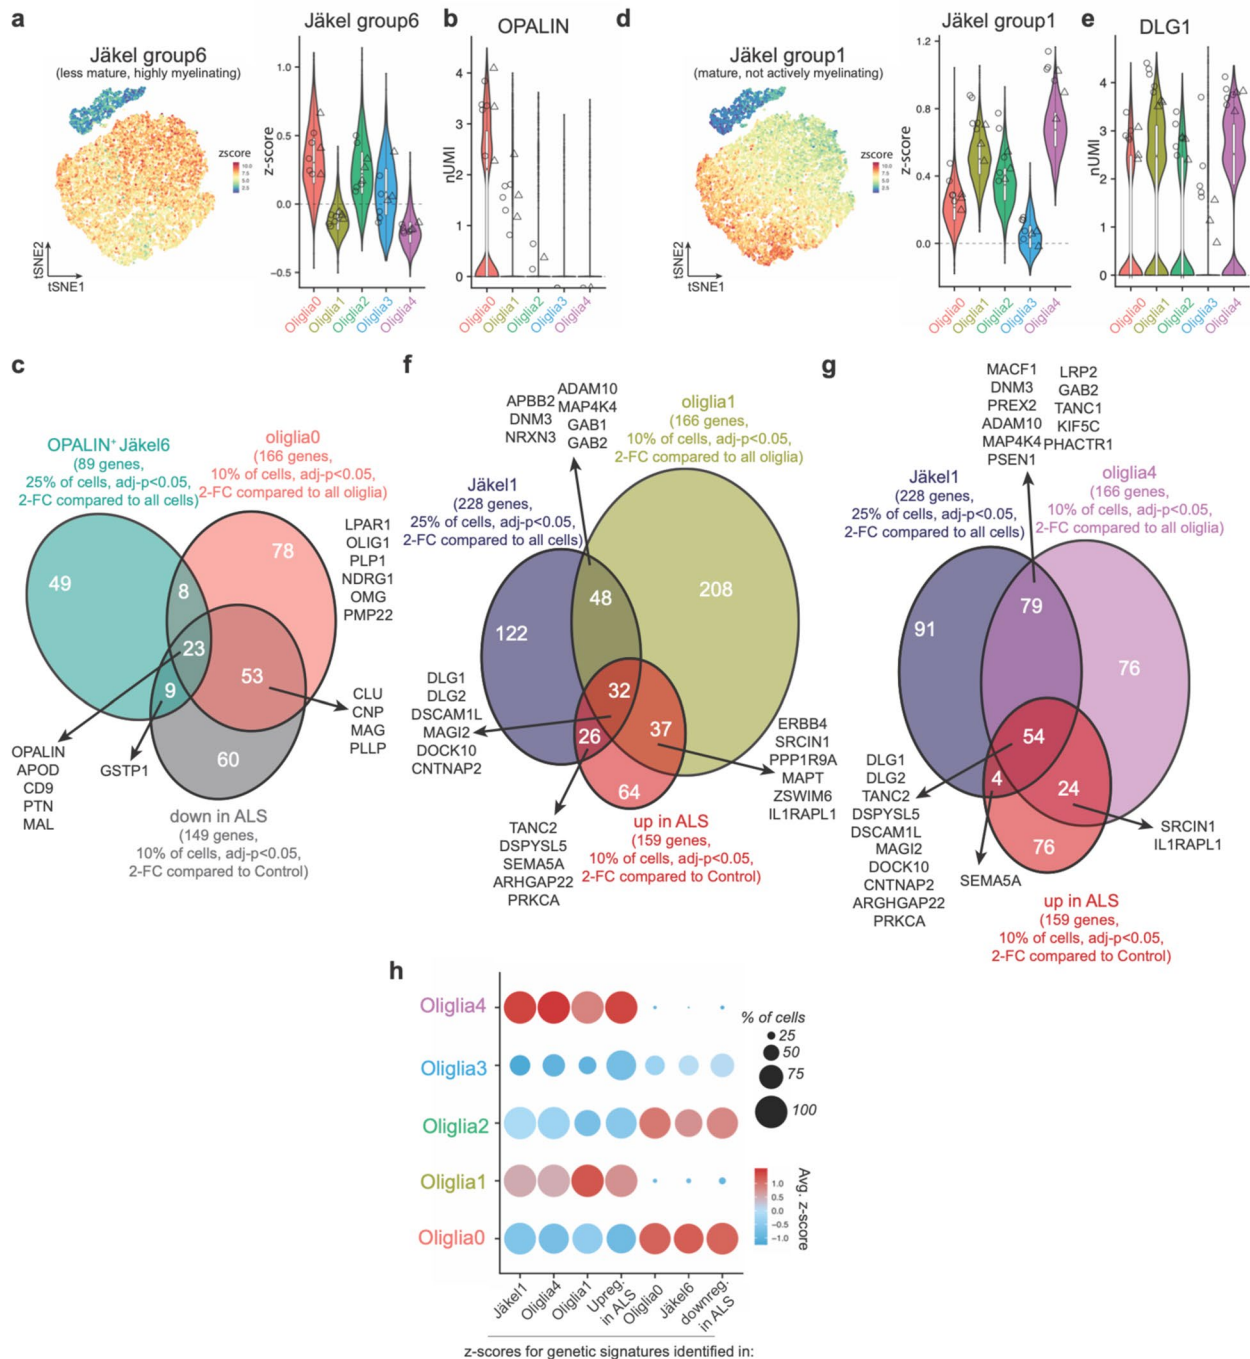 a
Jäkel group6
(less mature, highly myelinating)
zscore
10.0
7.5
5.0
2.5
tSNE2
tSNE1
Jäkel group6
z-score
1.0
0.5
0.0
−0.5
Oliglia0
Oliglia1
Oliglia2
Oliglia3
Oliglia4
b
OPALIN
nUMI
4
3
2
1
0
Oliglia0
Oliglia1
Oliglia2
Oliglia3
Oliglia4
d
Jäkel group1
(mature, not actively myelinating)
zscore
10.0
7.5
5.0
2.5
tSNE2
tSNE1
Jäkel group1
z-score
1.2
0.8
0.4
0.0
Oliglia0
Oliglia1
Oliglia2
Oliglia3
Oliglia4
e
DLG1
nUMI
4
3
2
1
0
Oliglia0
Oliglia1
Oliglia2
Oliglia3
Oliglia4
c
OPALIN+ Jäkel6
(89 genes,
25% of cells, adj-p<0.05,
2-FC compared to all cells)
oliglia0
(166 genes,
10% of cells, adj-p<0.05,
2-FC compared to all oliglia)
49
8
78
23
9
53
60
LPAR1
OLIG1
PLP1
NDRG1
OMG
PMP22
CLU
CNP
MAG
PLLP
OPALIN
APOD
CD9
PTN
MAL
GSTP1
down in ALS
(149 genes,
10% of cells, adj-p<0.05,
2-FC compared to Control)
f
APBB2
DNM3
NRXN3
ADAM10
MAP4K4
GAB1
GAB2
oliglia1
(166 genes,
10% of cells, adj-p<0.05,
2-FC compared to all oliglia)
Jäkel1
(228 genes,
25% of cells, adj-p<0.05,
2-FC compared to all cells)
48
208
122
32
26
37
64
DLG1
DLG2
DSCAM1L
MAGI2
DOCK10
CNTNAP2
ERBB4
SRCIN1
PPP1R9A
MAPT
ZSWIM6
IL1RAPL1
TANC2
DSPYSL5
SEMA5A
ARHGAP22
PRKCA
up in ALS
(159 genes,
10% of cells, adj-p<0.05,
2-FC compared to Control)
g
MACF1
DNM3
PREX2
ADAM10
MAP4K4
PSEN1
LRP2
GAB2
TANC1
KIF5C
PHACTR1
Jäkel1
(228 genes,
25% of cells, adj-p<0.05,
2-FC compared to all cells)
oliglia4
(166 genes,
10% of cells, adj-p<0.05,
2-FC compared to all oliglia)
79
91
76
54
4
24
76
DLG1
DLG2
TANC2
DSPYSL5
DSCAM1L
MAGI2
DOCK10
CNTNAP2
ARGHGAP22
PRKCA
SEMA5A
SRCIN1
IL1RAPL1
up in ALS
(159 genes,
10% of cells, adj-p<0.05,
2-FC compared to Control)
h
Oliglia4
Oliglia3
Oliglia2
Oliglia1
Oliglia0
% of cells
25
50
75
100
Avg. z-score
1.0
0.5
0.0
−0.5
−1.0
Jäkel1
Oliglia4
Oliglia1
Upreg.
in ALS
Oliglia0
Jäkel6
downreg.
in ALS
z-scores for genetic signatures identified in: